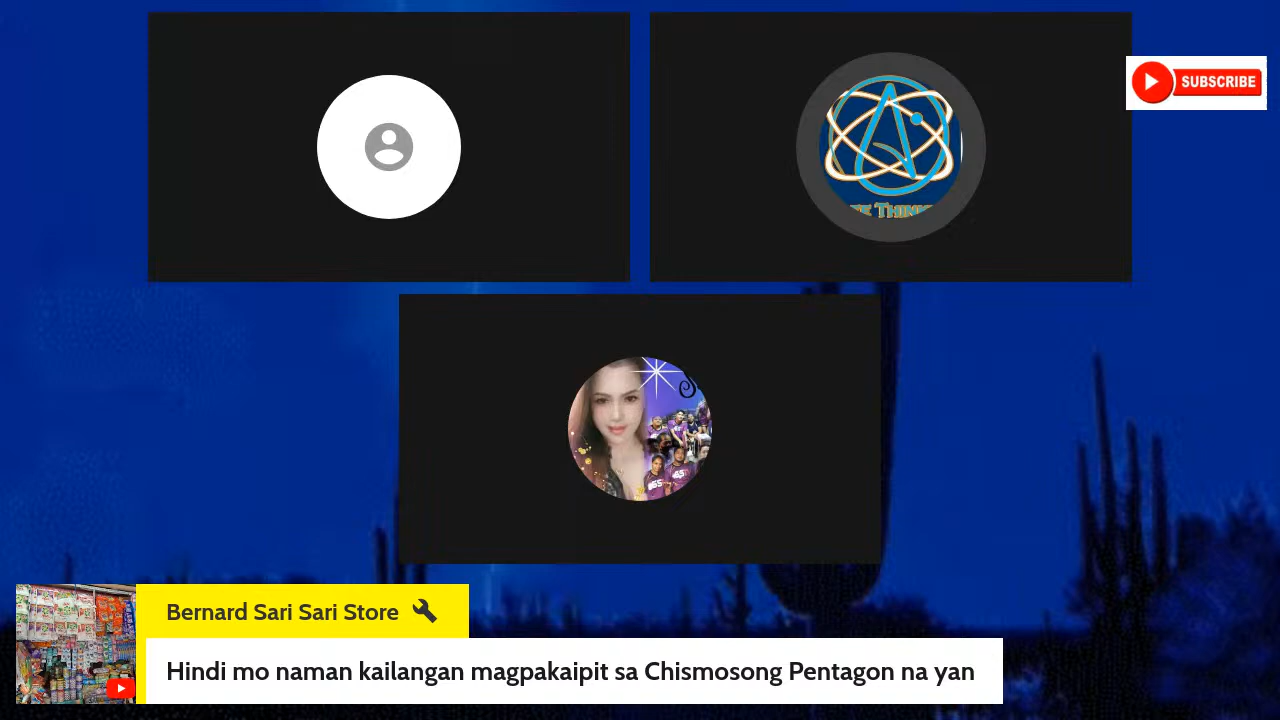 SUBSCRIBE
Bernard Sari Sari Store
Hindi mo naman kailangan magpakaipit sa Chismosong Pentagon na yan